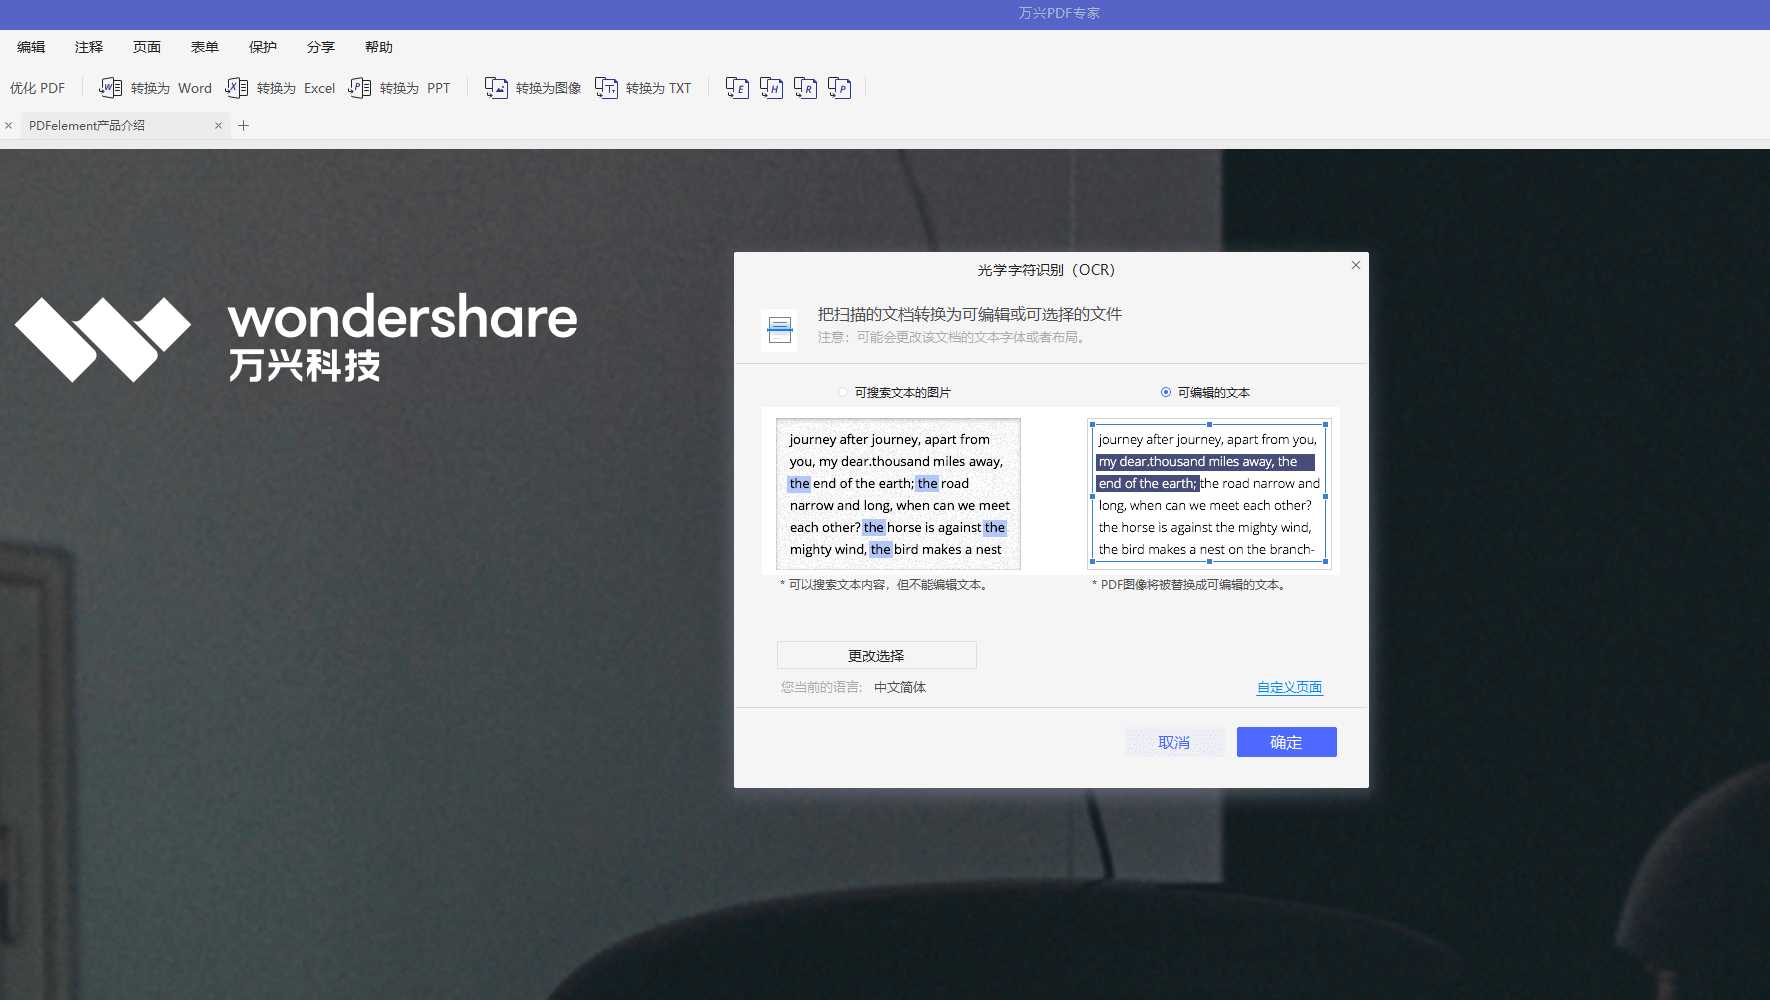 万兴PDF专家
编辑 注释 页面 表单 保护 分享 帮助
优化 PDF 转换为 Word 转换为 Excel 转换为 PPT 转换为图像 转换为 TXT E H R P
PDFelement产品介绍
wondershare
万兴科技
光学字符识别（OCR）
把扫描的文档转换为可编辑或可选择的文件
注意：可能会更改该文档的文本字体或者布局。
可搜索文本的图片
journey after journey, apart from
you, my dear.thousand miles away,
the end of the earth; the road
narrow and long, when can we meet
each other? the horse is against the
mighty wind, the bird makes a nest
* 可以搜索文本内容，但不能编辑文本。
可编辑的文本
journey after journey, apart from you,
my dear.thousand miles away, the
end of the earth; the road narrow and
long, when can we meet each other?
the horse is against the mighty wind,
the bird makes a nest on the branch-
* PDF图像将被替换成可编辑的文本。
更改选择
您当前的语言: 中文简体
自定义页面
取消 确定